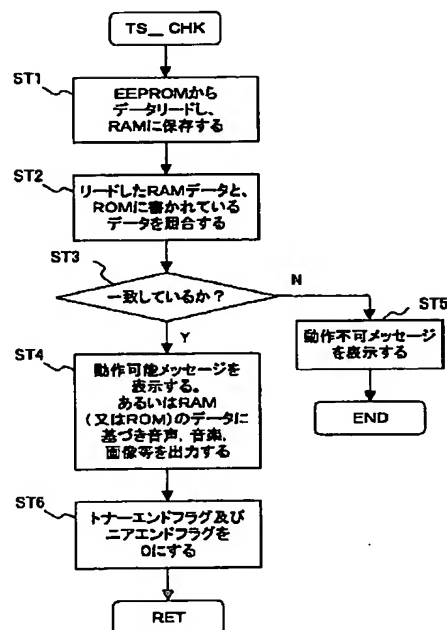 TS__CHK
ST1
EEPROMから
データリードし、
RAMに保存する
ST2
リードしたRAMデータと、
ROMに書かれている
データを照合する
ST3
一致しているか？
N
Y
ST5
動作不可メッセージ
を表示する
END
ST4
動作可能メッセージを
表示する。
あるいはRAM
（又はROM）のデータに
基づき音声，音楽，
画像等を出力する
ST6
トナーエンドフラグ及び
ニアエンドフラグを
0にする
RET